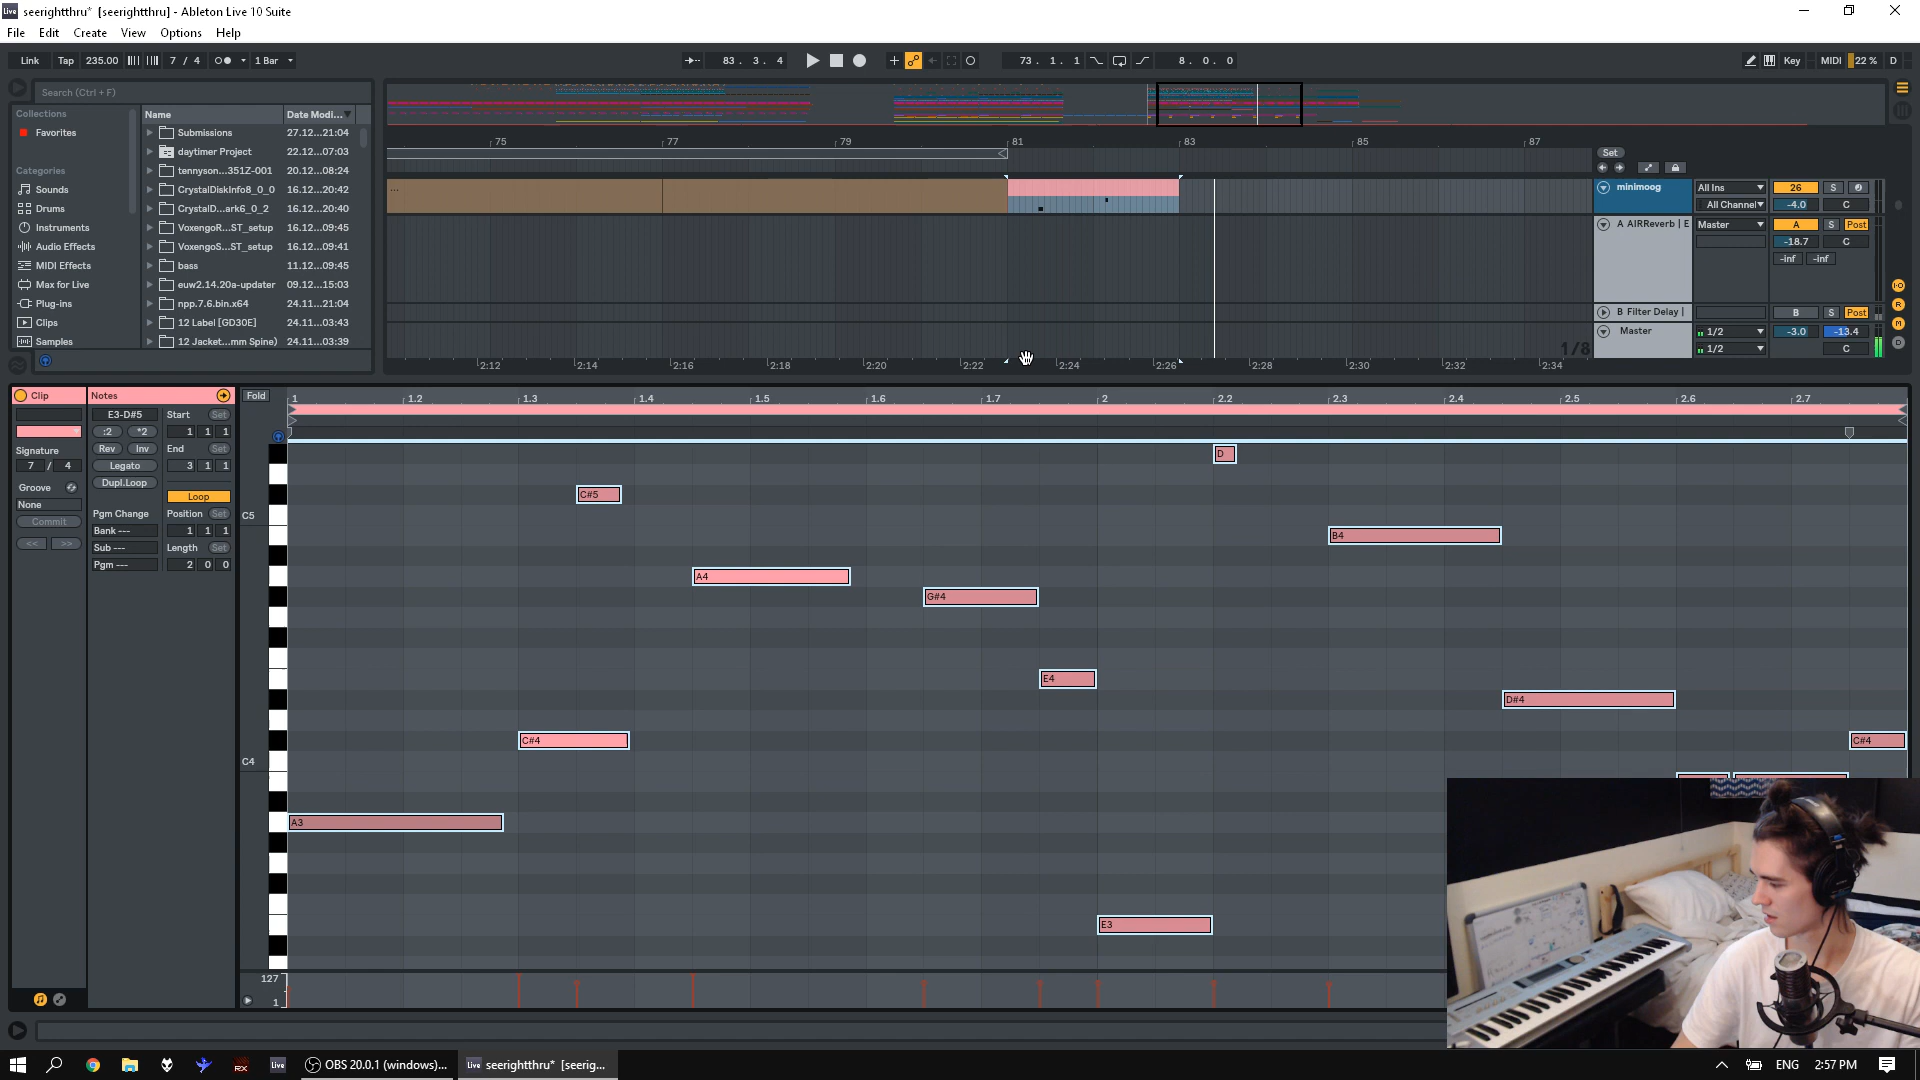 seerightthru*  [seerightthru] - Ableton Live 10 Suite
File Edit Create View Options Help
Link Tap 235.00 7 / 4 1 Bar 83. 3. 4 73. 1. 1 8. 0. 0 Key MIDI 22 % D
Search (Ctrl + F)
Collections Name Date Modi...
Favorites
Submissions 27.12...21:04
daytimer Project 22.12...07:03
Categories tennyson...351Z-001 20.12...08:24
Sounds CrystalDiskInfo8_0_0 16.12...20:42
Drums CrystalD...ark6_0_2 16.12...20:40
Instruments VoxengoR...ST_setup 16.12...09:45
Audio Effects VoxengoS...ST_setup 16.12...09:41
MIDI Effects bass 11.12...09:45
Max for Live euw2.14.20a-updater 09.12...15:03
Plug-ins npp.7.6.bin.x64 24.11...21:04
Clips 12 Label [GD30E] 24.11...03:43
Samples 12 Jacket...mm Spine) 24.11...03:39
75 77 79 81 83 85 87
Set
...
minimoog All Ins 26 S
All Channel -4.0 C
A AIRReverb | E Master A S Post
-18.7 C
-inf -inf
B Filter Delay | B S Post
Master 1/2 -3.0 -13.4
1/2 C
1/8
2:12 2:14 2:16 2:18 2:20 2:22 2:24 2:26 2:28 2:30 2:32 2:34
Clip Notes Fold
1 1.2 1.3 1.4 1.5 1.6 1.7 2 2.2 2.3 2.4 2.5 2.6 2.7
E3-D#5 Start Set
:2 *2 1 1 1
Signature Rev Inv End Set
7 / 4 Legato 3 1 1
Groove Dupl.Loop
None Loop
Commit Pgm Change Position Set
<< >> Bank --- 1 1 1
Sub --- Length Set
Pgm --- 2 0 0
D
C#5
C5
B4
A4
G#4
E4
D#4
C#4
C#4
C4
A3
E3
127
1
OBS 20.0.1 (windows)...
Live seerightthru*  [seerig...
Live
RX
ENG 2:57 PM
I·O
R
M
D